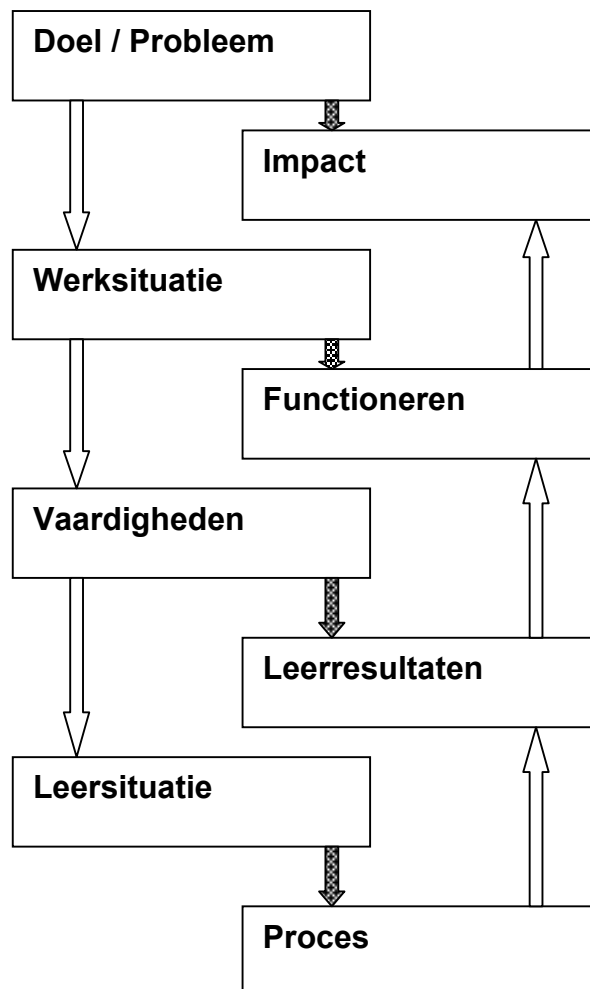 Doel / Probleem
Impact
Werksituatie
Functioneren
Vaardigheden
Leerresultaten
Leersituatie
Proces